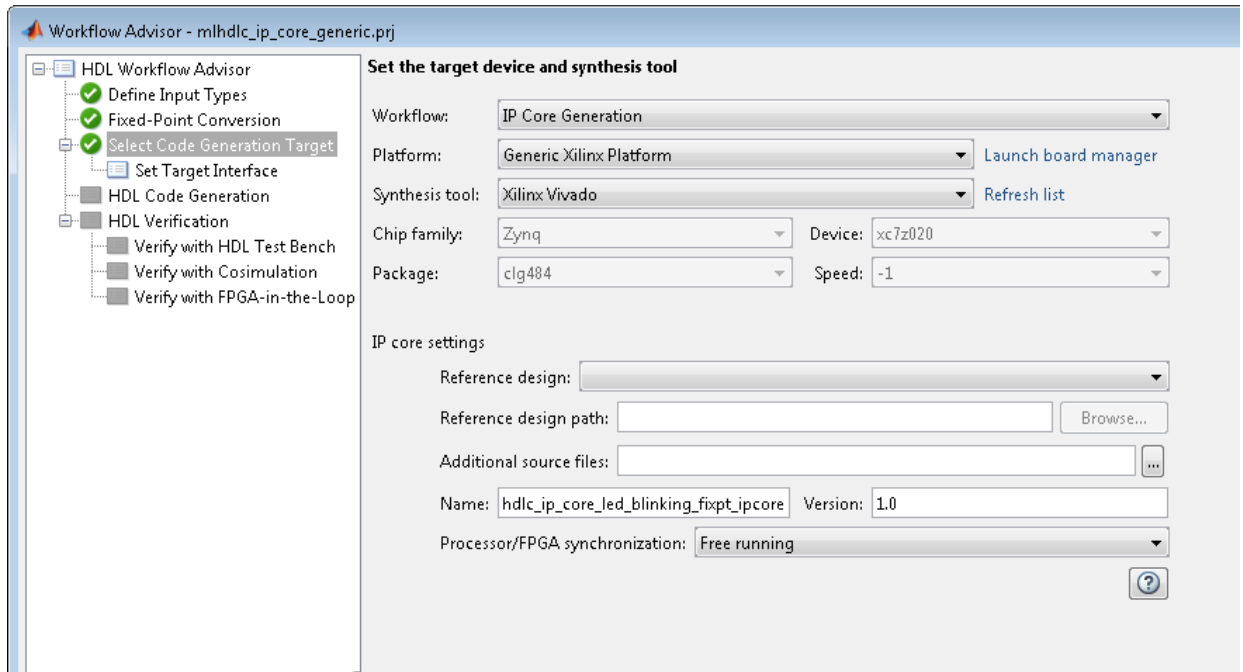 Workflow Advisor - mlhdlc_ip_core_generic.prj
HDL Workflow Advisor
Define Input Types
Fixed-Point Conversion
Select Code Generation Target
Set Target Interface
HDL Code Generation
HDL Verification
Verify with HDL Test Bench
Verify with Cosimulation
Verify with FPGA-in-the-Loop
Set the target device and synthesis tool
Workflow: IP Core Generation
Platform: Generic Xilinx Platform Launch board manager
Synthesis tool: Xilinx Vivado Refresh list
Chip family: Zynq Device: xc7z020
Package: clg484 Speed: -1
IP core settings
Reference design:
Reference design path: Browse...
Additional source files: ...
Name: hdlc_ip_core_led_blinking_fixpt_ipcore Version: 1.0
Processor/FPGA synchronization: Free running
?